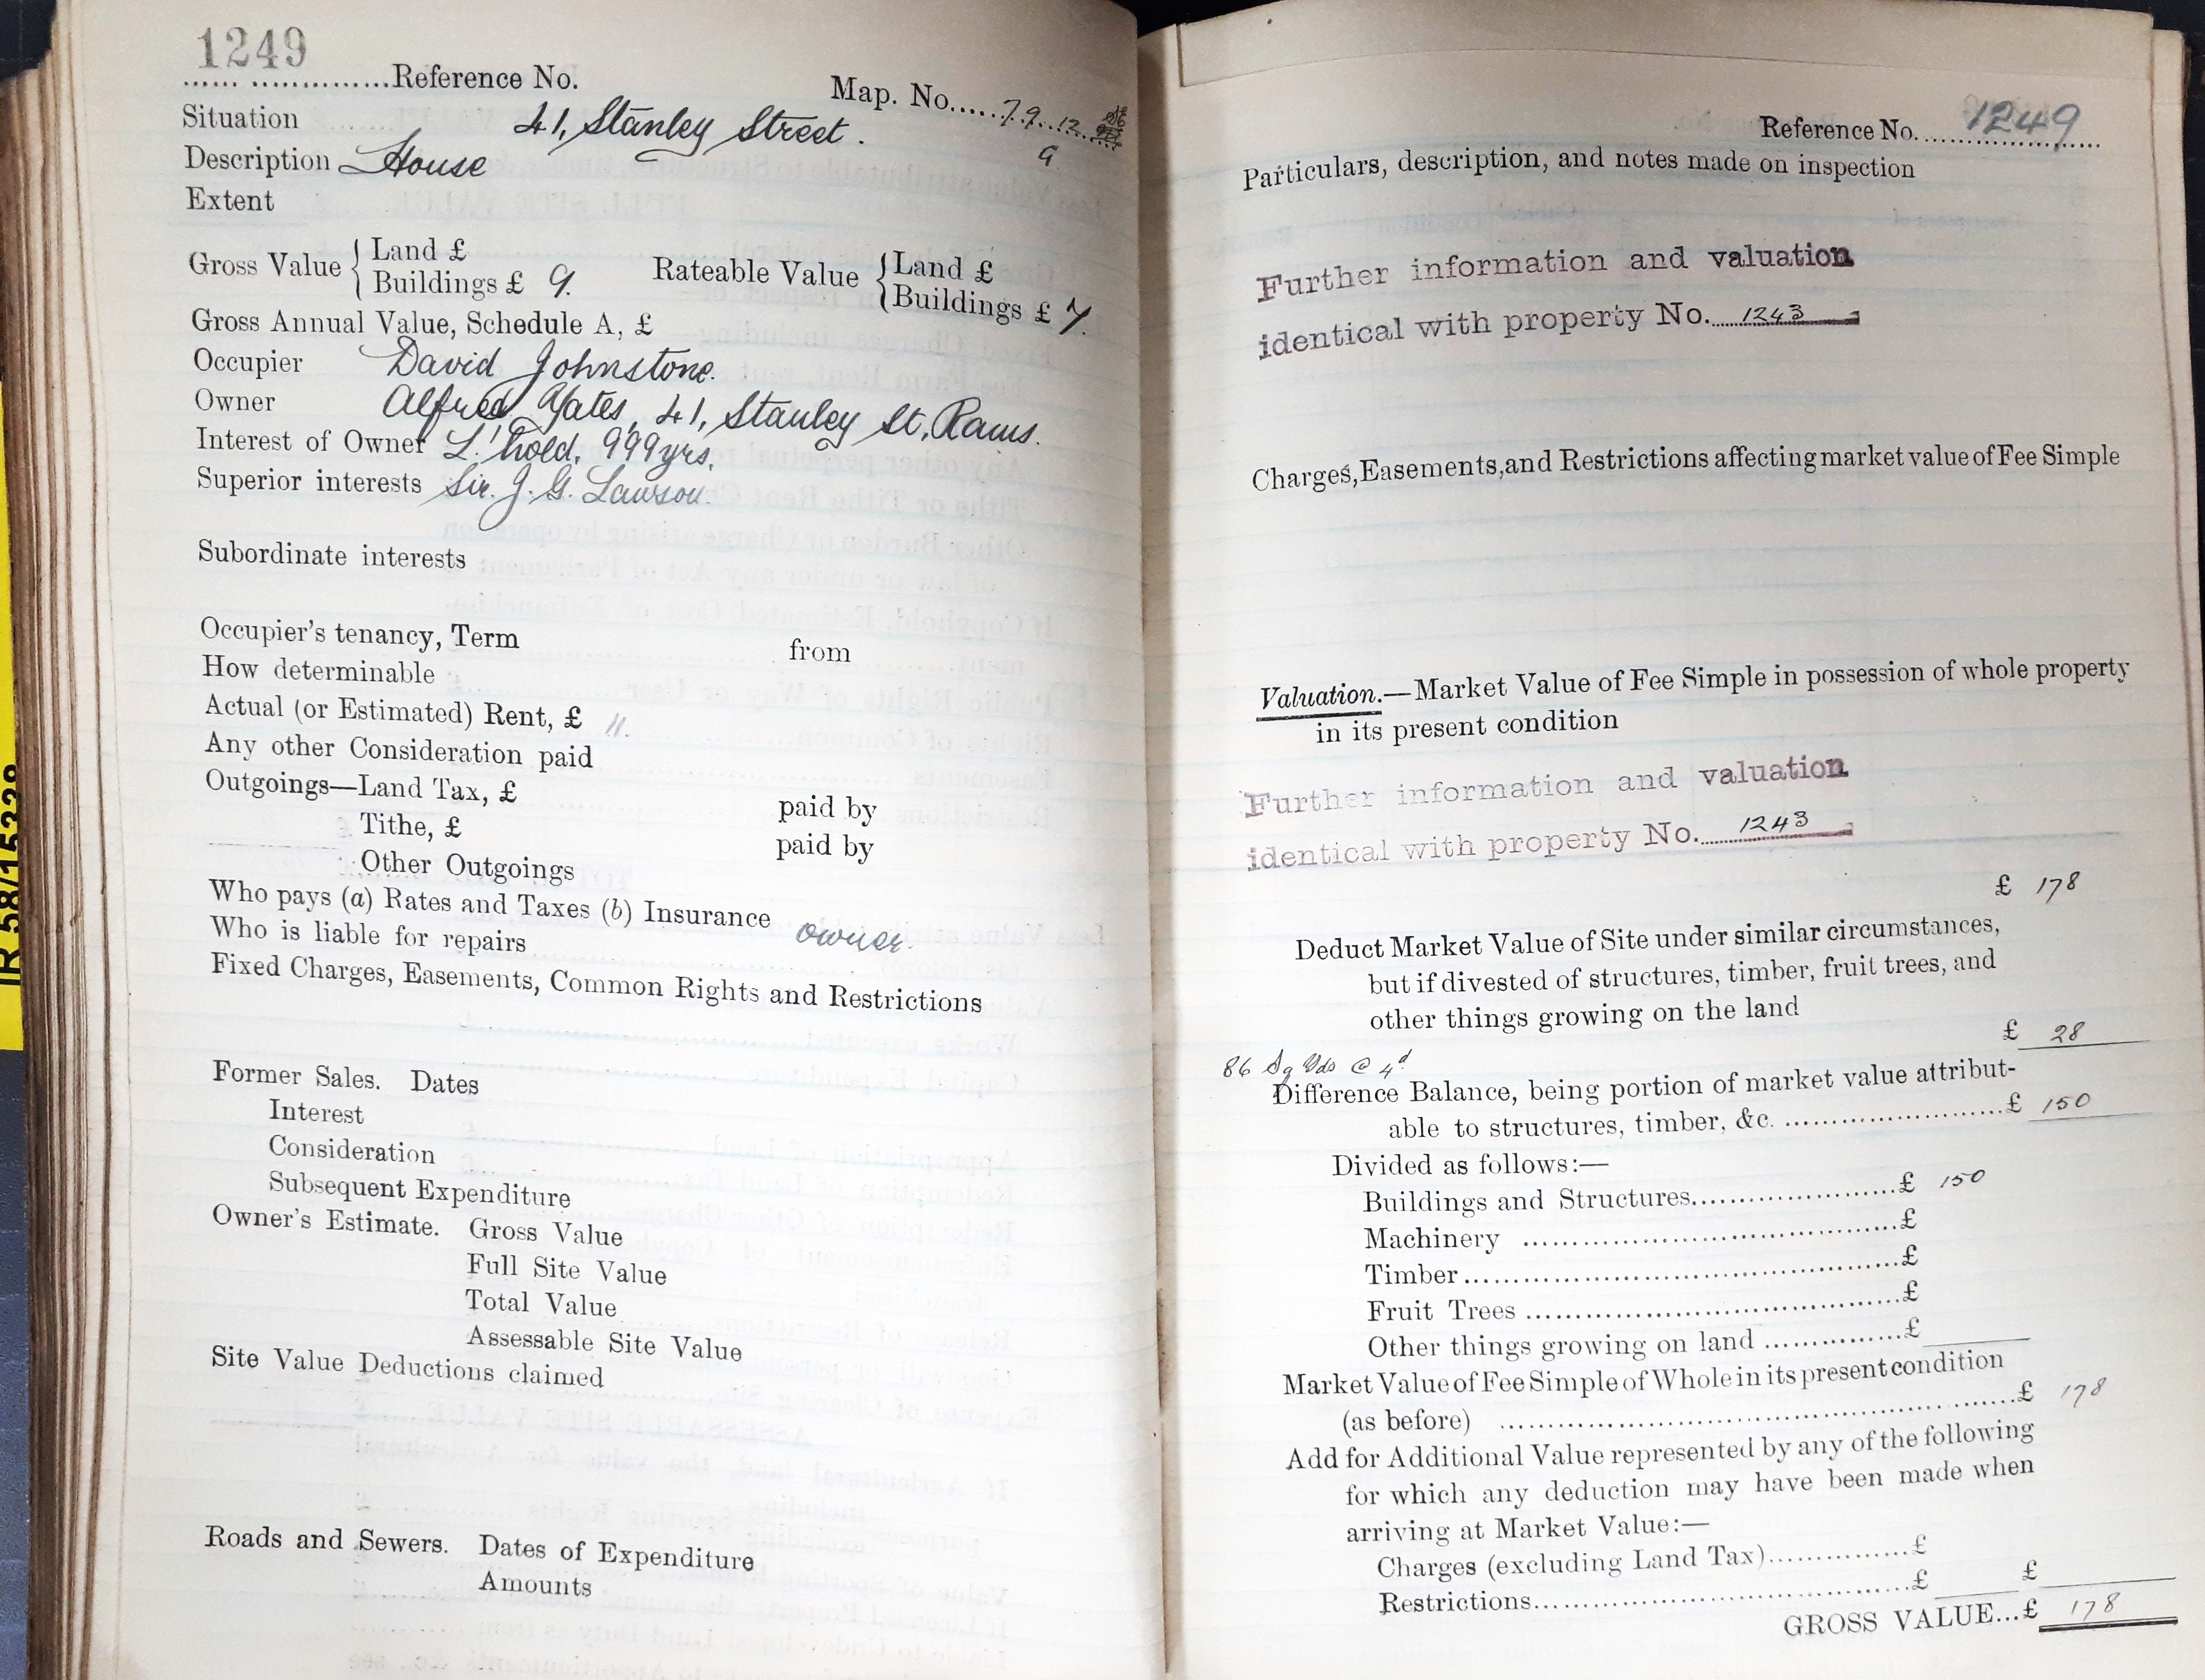 1249
...... ...............Reference No.
Map. No.....79.12.
9
Situation 41, Stanley Street.
Description House
Extent
Gross Value { Land £
Buildings £ 9.
Rateable Value { Land £
Buildings £ 7.
Gross Annual Value, Schedule A, £
Occupier David Johnstone.
Owner Alfred Yates, 41, Stanley St, Rams.
Interest of Owner L'hold, 999yrs.
Superior interests Sir. J. G. Lawson.
Subordinate interests
Occupier's tenancy, Term from
How determinable
Actual (or Estimated) Rent, £ 11.
Any other Consideration paid
Outgoings—Land Tax, £ paid by
Tithe, £ paid by
Other Outgoings
Who pays (a) Rates and Taxes (b) Insurance
Who is liable for repairs owner.
Fixed Charges, Easements, Common Rights and Restrictions
Former Sales. Dates
Interest
Consideration
Subsequent Expenditure
Owner's Estimate. Gross Value
Full Site Value
Total Value
Assessable Site Value
Site Value Deductions claimed
Roads and Sewers. Dates of Expenditure
Amounts
Reference No. 1249
Particulars, description, and notes made on inspection
Further information and valuation
identical with property No. 1243
Charges, Easements, and Restrictions affecting market value of Fee Simple
Valuation.—Market Value of Fee Simple in possession of whole property
in its present condition
Further information and valuation
identical with property No. 1243
£ 178
Deduct Market Value of Site under similar circumstances,
but if divested of structures, timber, fruit trees, and
other things growing on the land
£ 28
86 Sq Yds @ 4d
Difference Balance, being portion of market value attribut-
able to structures, timber, &c. ........................£ 150
Divided as follows:—
Buildings and Structures........................£ 150
Machinery ........................£
Timber........................£
Fruit Trees ........................£
Other things growing on land ...............£
Market Value of Fee Simple of Whole in its present condition
(as before) ........................£ 178
Add for Additional Value represented by any of the following
for which any deduction may have been made when
arriving at Market Value:—
Charges (excluding Land Tax)...............£
Restrictions........................£ £
GROSS VALUE...£ 178
IR 58/15328